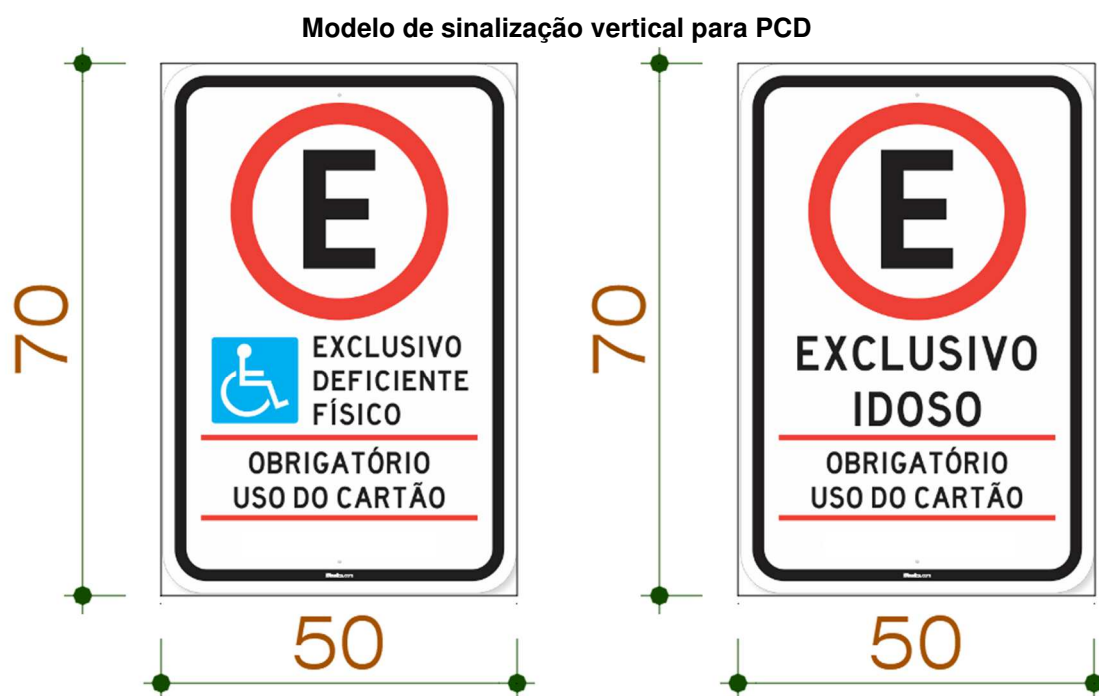 Modelo de sinalização vertical para PCD
E
EXCLUSIVO
DEFICIENTE
FÍSICO
OBRIGATÓRIO
USO DO CARTÃO
70
50
E
EXCLUSIVO
IDOSO
OBRIGATÓRIO
USO DO CARTÃO
70
50